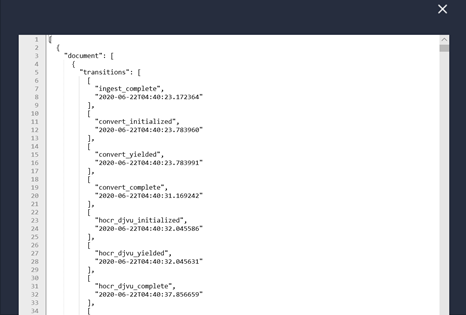 ×
1 [
2 {
3 "document": [
4 {
5 "transitions": [
6 [
7 "ingest_complete",
8 "2020-06-22T04:40:23.172364"
9 ],
10 [
11 "convert_initialized",
12 "2020-06-22T04:40:23.783960"
13 ],
14 [
15 "convert_yielded",
16 "2020-06-22T04:40:23.783991"
17 ],
18 [
19 "convert_complete",
20 "2020-06-22T04:40:31.169242"
21 ],
22 [
23 "hocr_djvu_initialized",
24 "2020-06-22T04:40:32.045586"
25 ],
26 [
27 "hocr_djvu_yielded",
28 "2020-06-22T04:40:32.045631"
29 ],
30 [
31 "hocr_djvu_complete",
32 "2020-06-22T04:40:37.856659"
33 ],
34 [